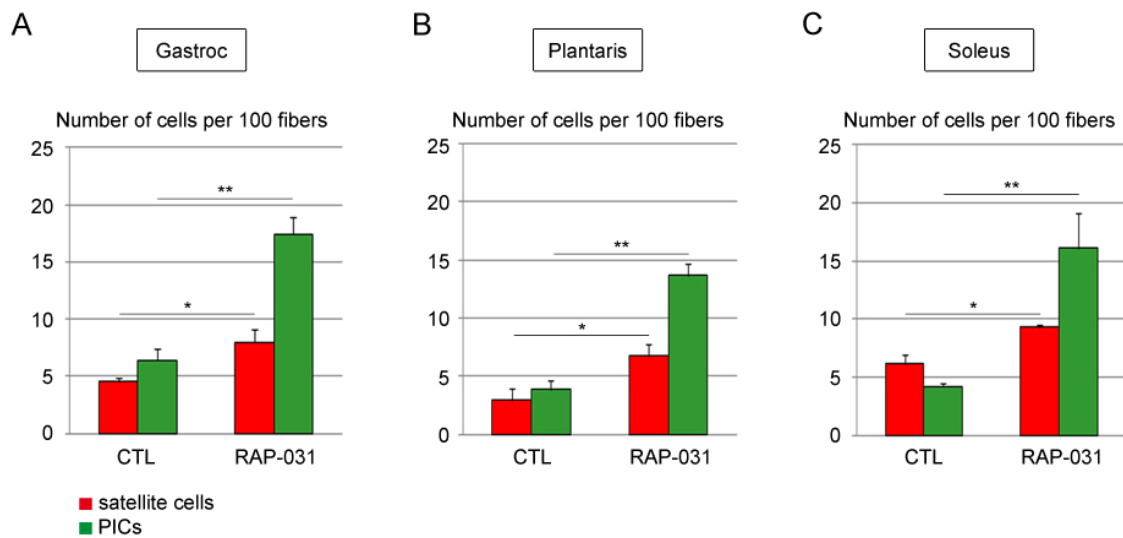 A
Gastroc
Number of cells per 100 fibers
25
20
15
10
5
0
**
*
CTL RAP-031
satellite cells
PICs
B
Plantaris
Number of cells per 100 fibers
25
20
15
10
5
0
**
*
CTL RAP-031
C
Soleus
Number of cells per 100 fibers
25
20
15
10
5
0
**
*
CTL RAP-031